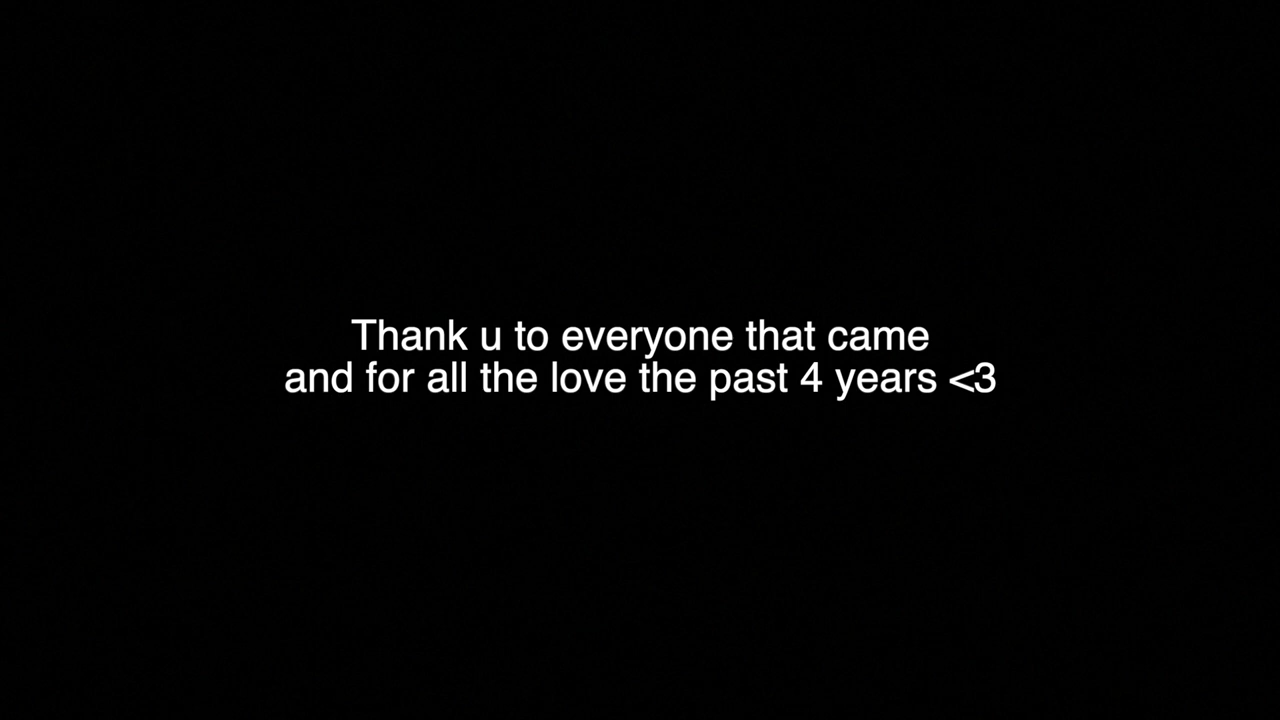 Thank u to everyone that came
and for all the love the past 4 years <3